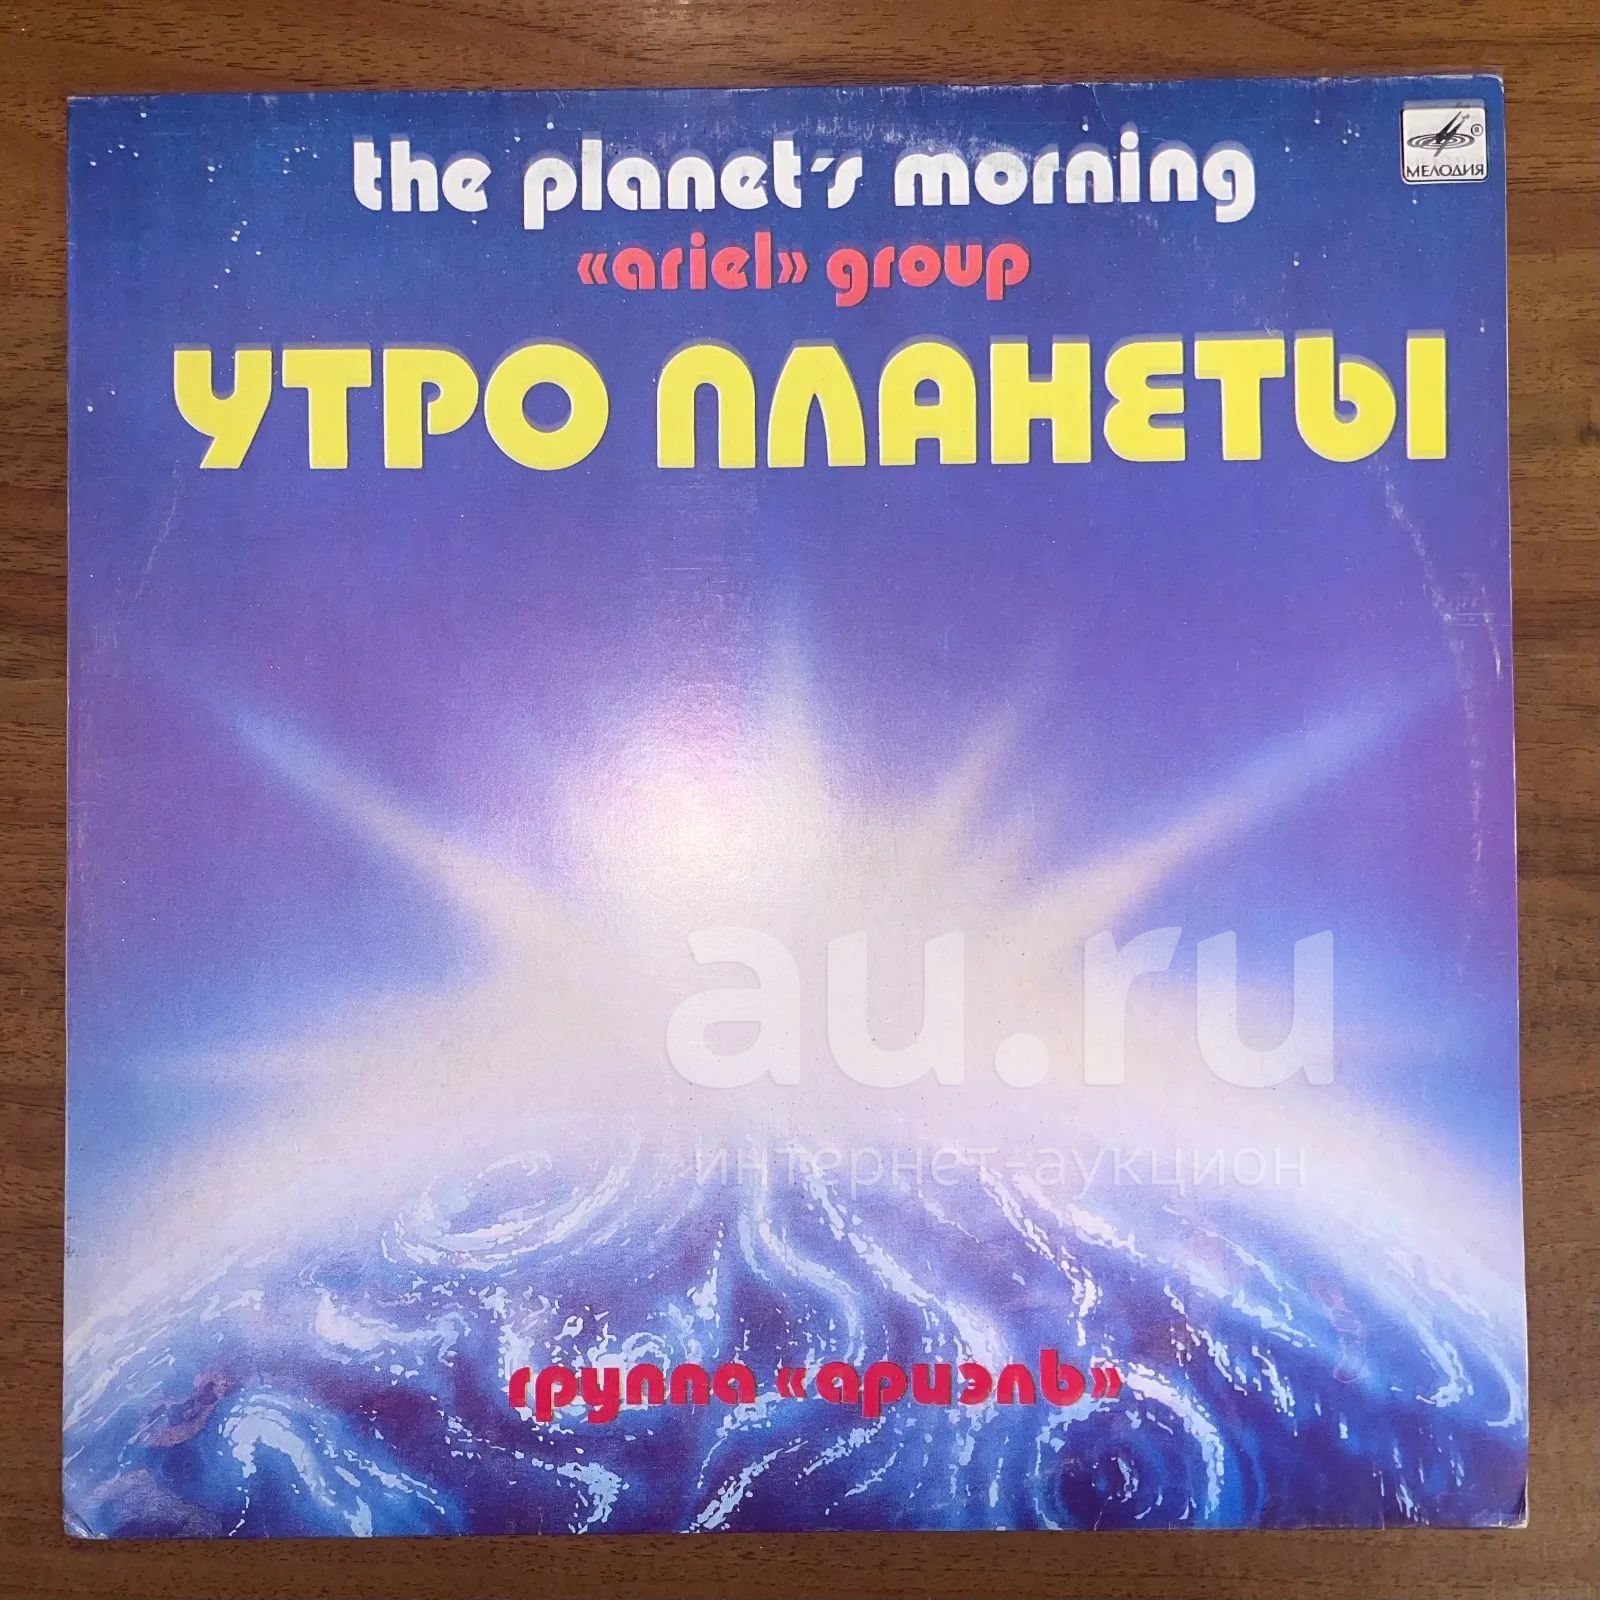 the planet's morning
МЕЛОДИЯ
«ariel» group
УТРО ПЛАНЕТЫ
au.ru
интернет-аукцион
группа «ариэль»